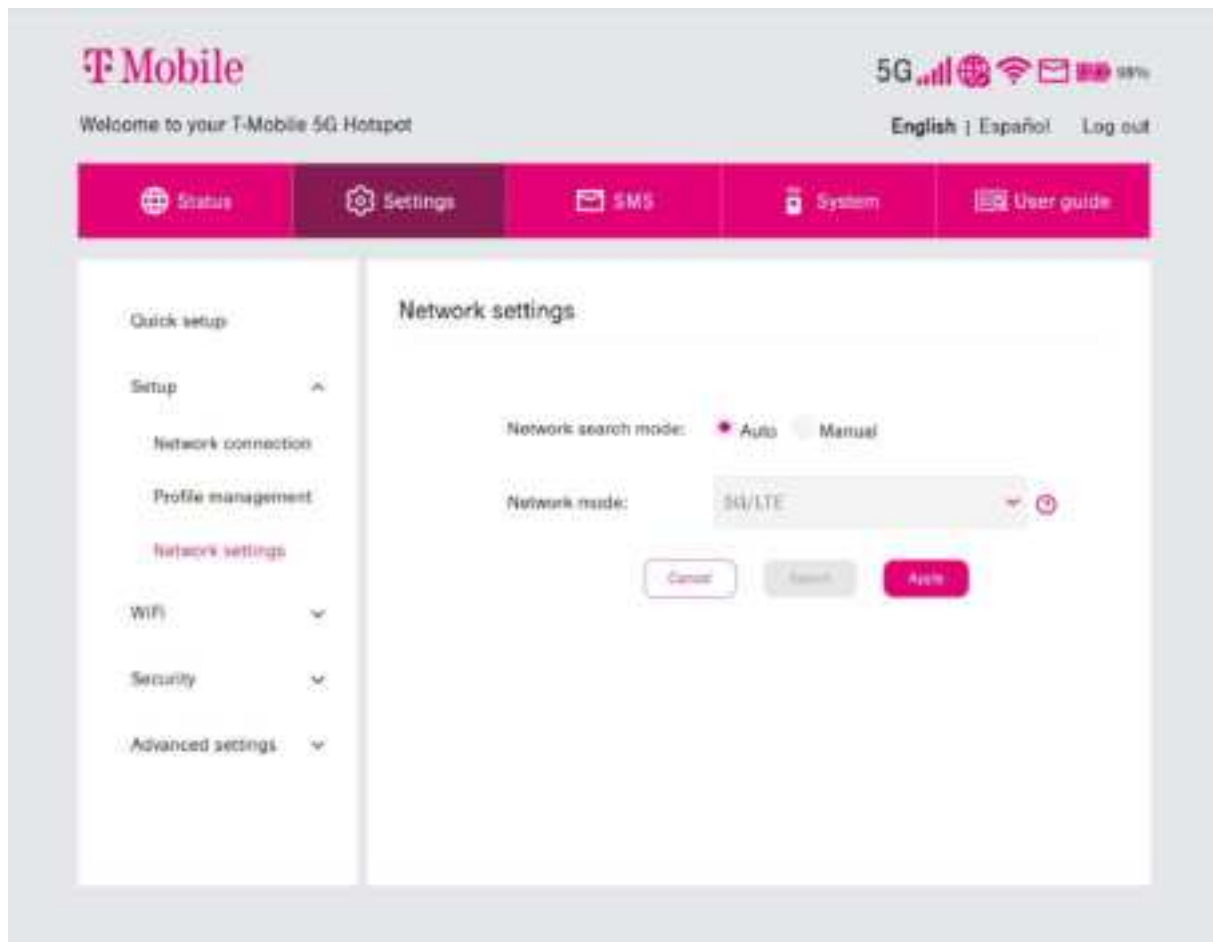 T Mobile
5G 98%
Welcome to your T-Mobile 5G Hotspot
English | Español Log out
Status Settings SMS System User guide
Quick setup
Setup
Network connection
Profile management
Network settings
WiFi
Security
Advanced settings
Network settings
Network search mode: Auto Manual
Network mode: 5G/LTE
Cancel Search Apply